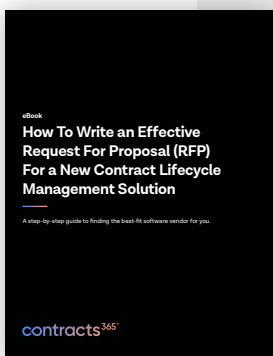 eBook
How To Write an Effective
Request For Proposal (RFP)
For a New Contract Lifecycle
Management Solution
A step-by-step guide to finding the best-fit software vendor for you.
contracts365